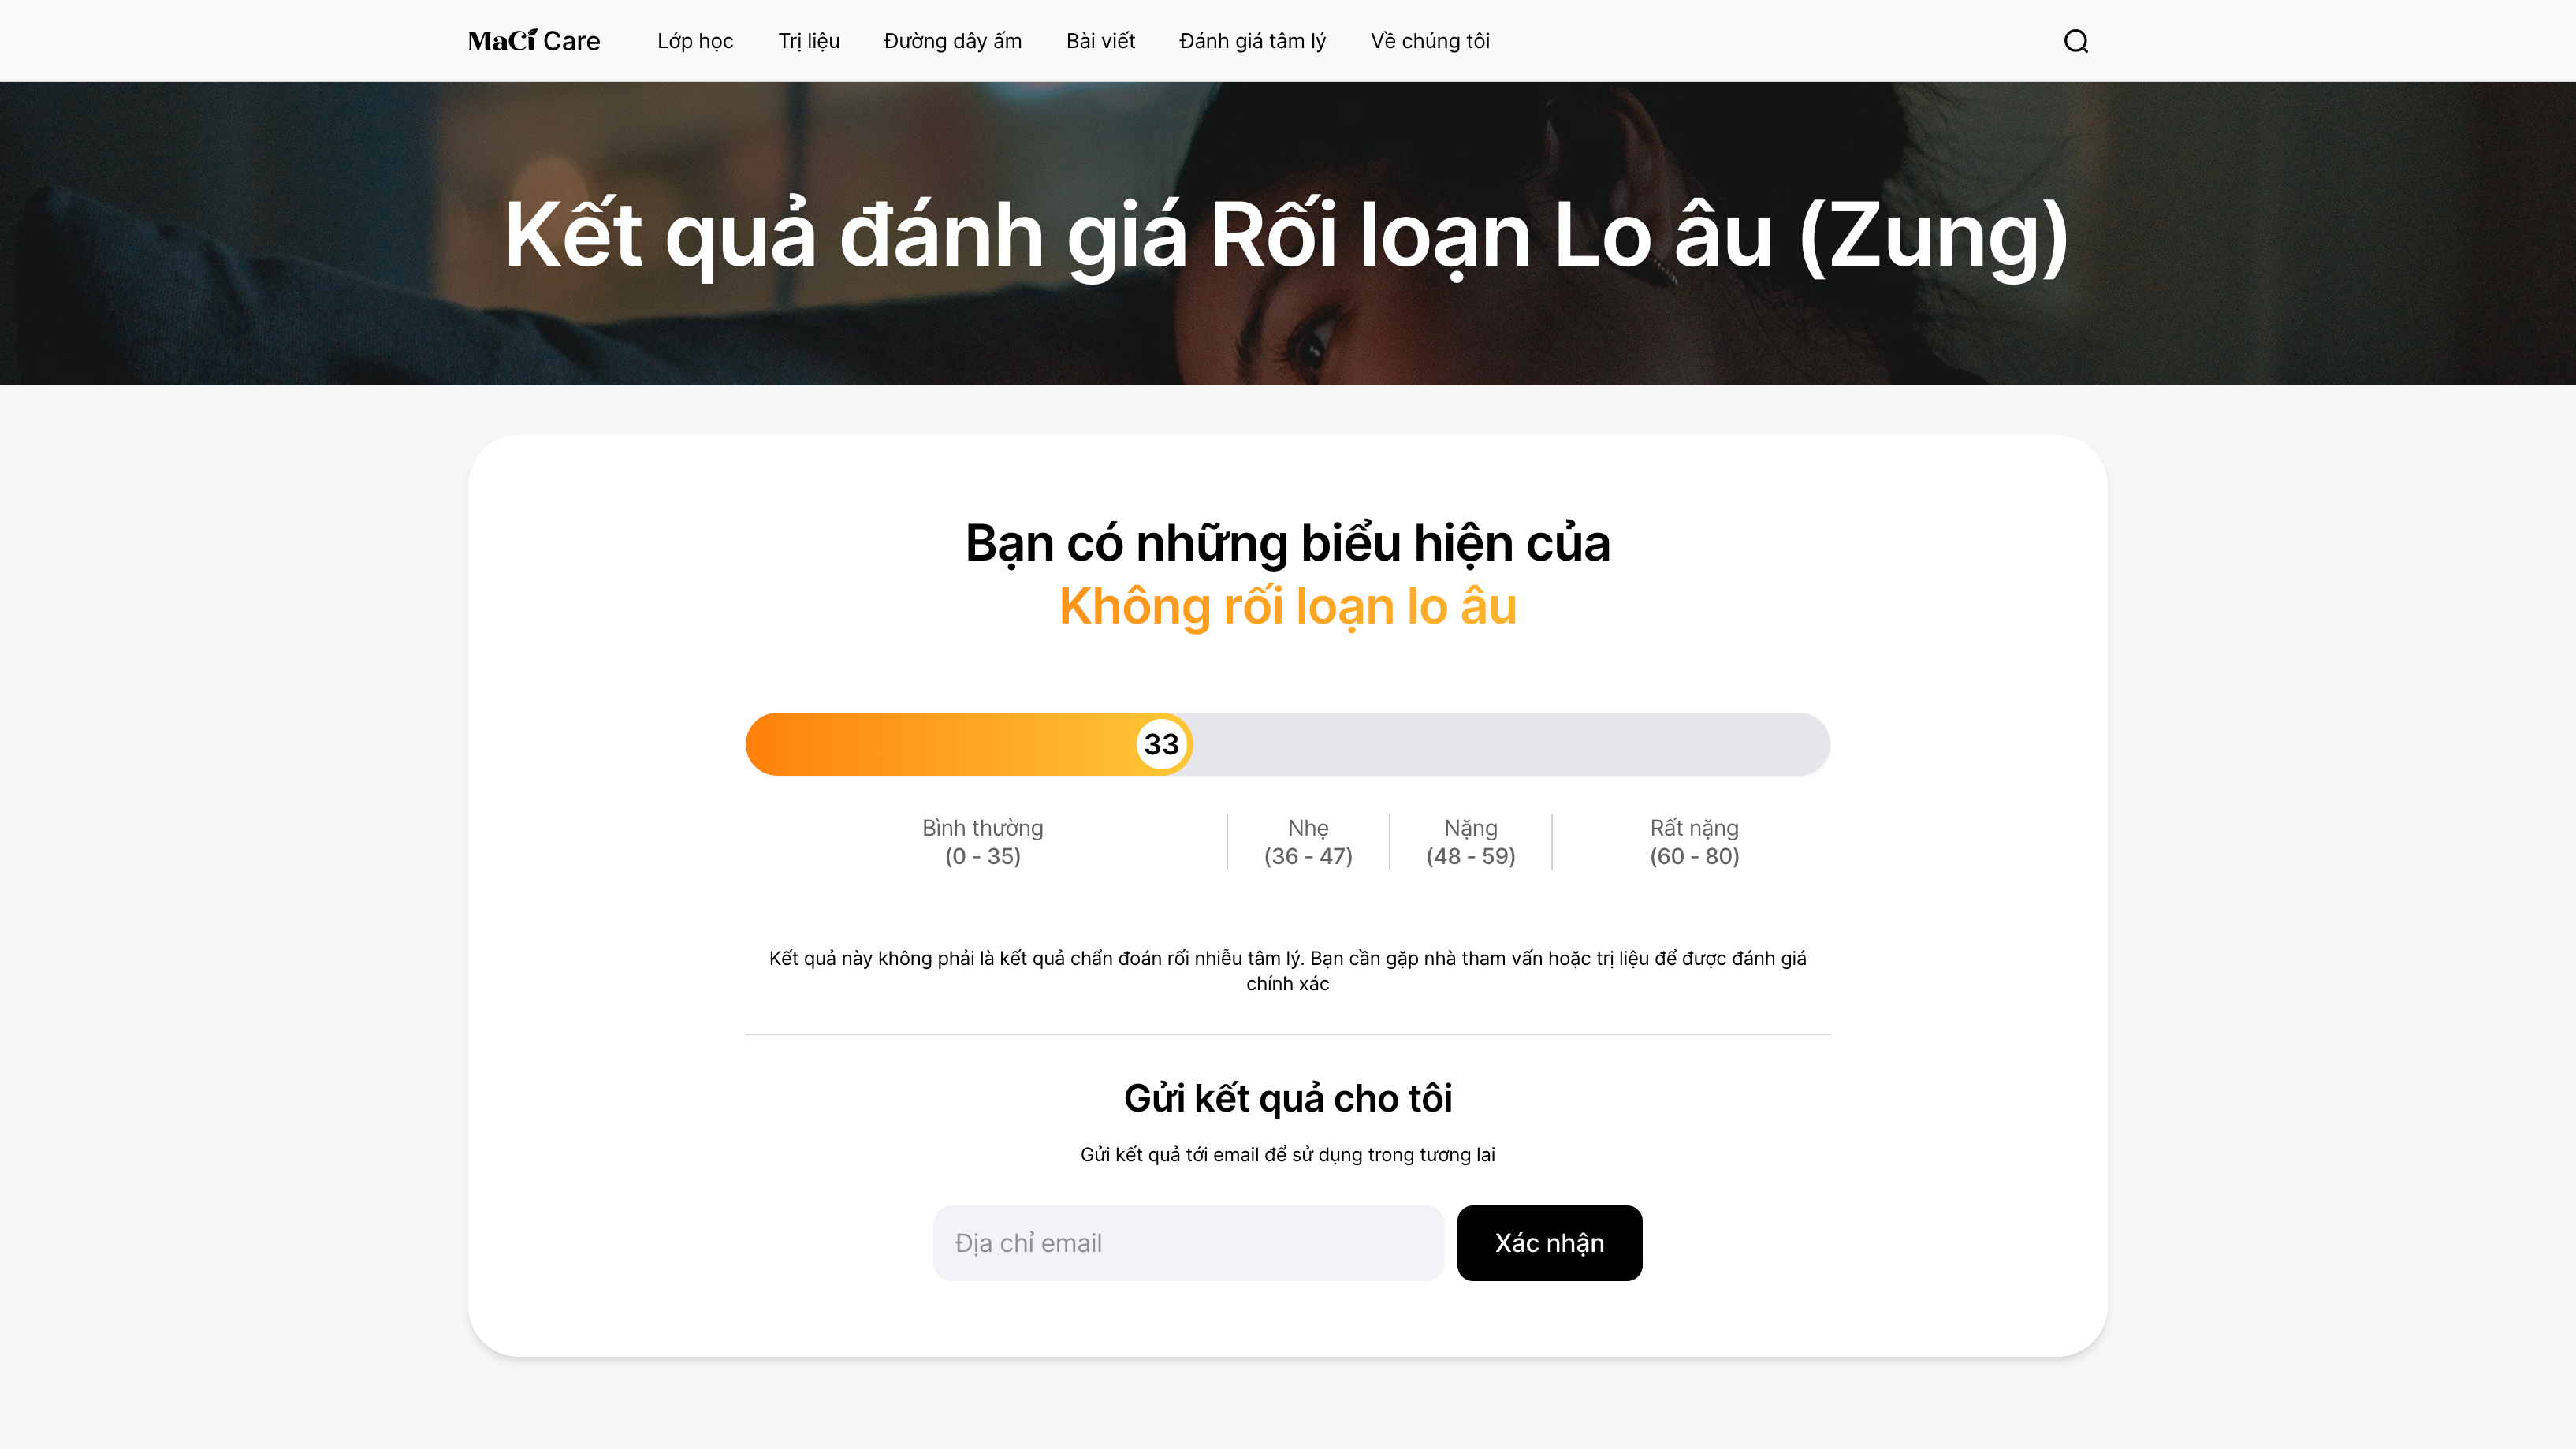 MaCí Care
Lớp học
Trị liệu
Đường dây ấm
Bài viết
Đánh giá tâm lý
Về chúng tôi
Kết quả đánh giá Rối loạn Lo âu (Zung)
Bạn có những biểu hiện của
Không rối loạn lo âu
33
Bình thường
(0 - 35)
Nhẹ
(36 - 47)
Nặng
(48 - 59)
Rất nặng
(60 - 80)
Kết quả này không phải là kết quả chẩn đoán rối nhiễu tâm lý. Bạn cần gặp nhà tham vấn hoặc trị liệu để được đánh giá
chính xác
Gửi kết quả cho tôi
Gửi kết quả tới email để sử dụng trong tương lai
Địa chỉ email
Xác nhận